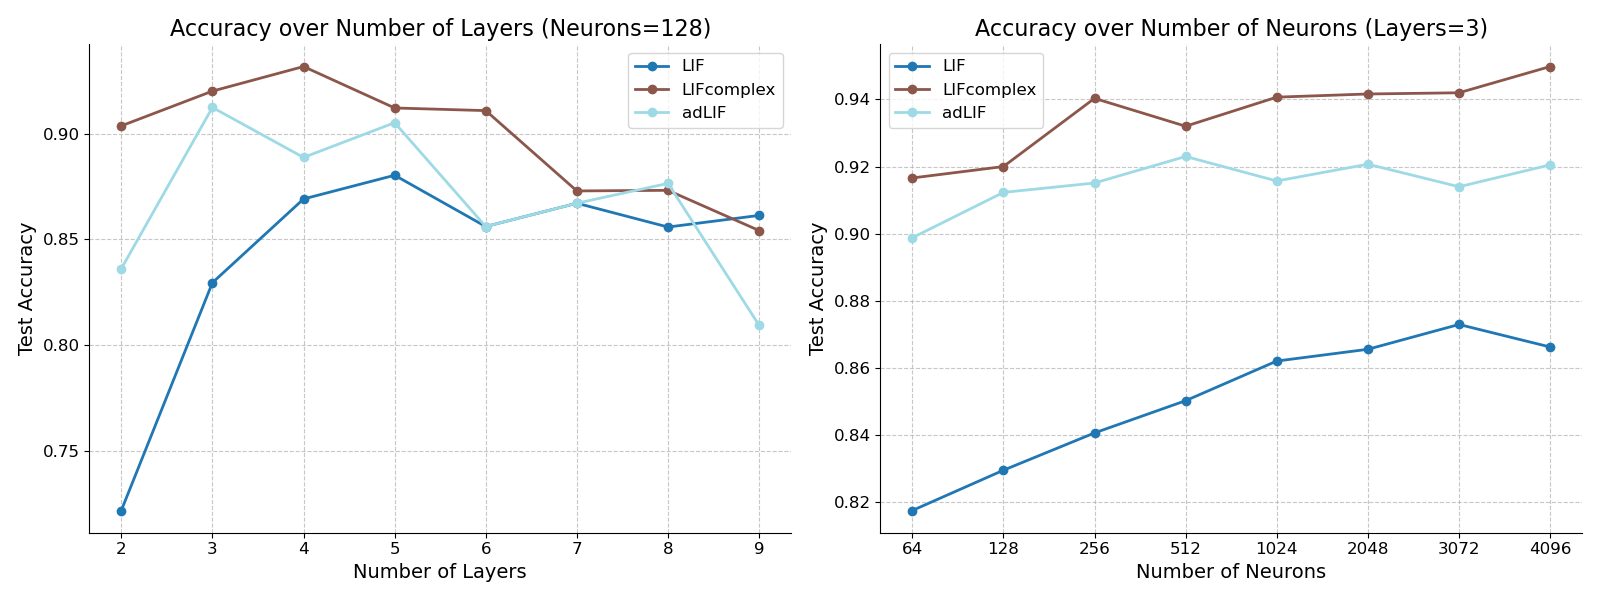 Accuracy over Number of Layers (Neurons=128)
LIF
LIFcomplex
adLIF
0.90
0.85
0.80
0.75
Test Accuracy
2 3 4 5 6 7 8 9
Number of Layers
Accuracy over Number of Neurons (Layers=3)
LIF
LIFcomplex
adLIF
0.94
0.92
0.90
0.88
0.86
0.84
0.82
Test Accuracy
64 128 256 512 1024 2048 3072 4096
Number of Neurons